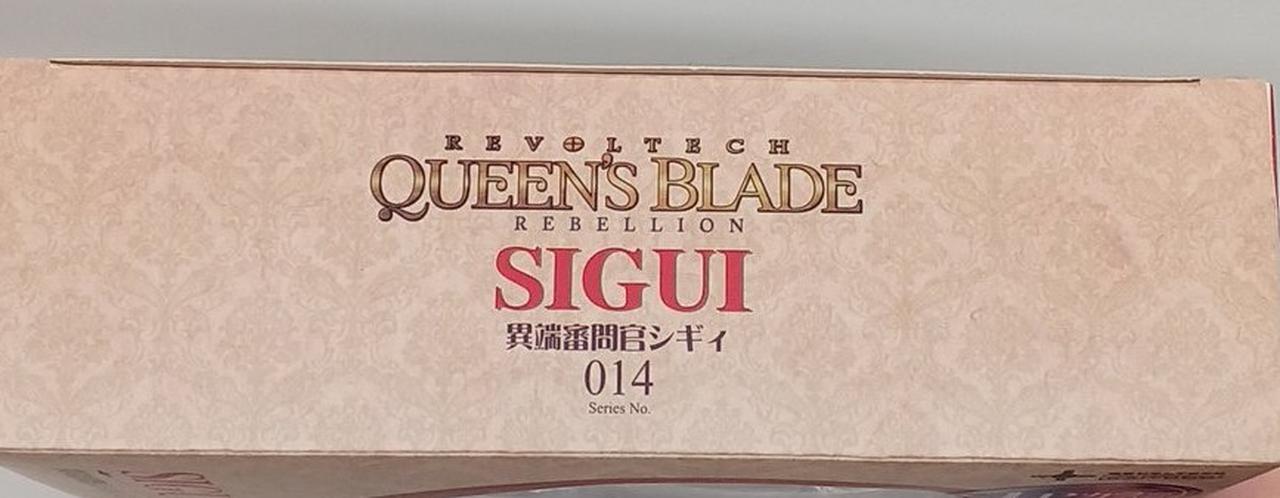 REVOLTECH
QUEEN'S BLADE
REBELLION
SIGUI
異端審問官シギィ
014
Series No.